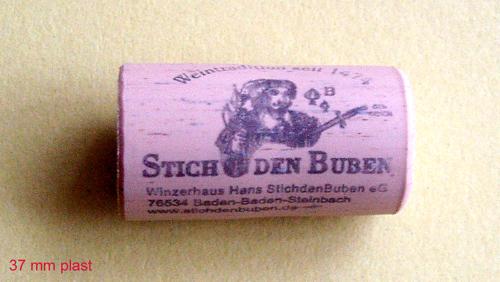 Weintradition seit 1474
B
4
STICH DEN BUBEN
Winzerhaus Hans StichdenBuben eG
76534 Baden-Baden-Steinbach
www.stichdenbuben.de
37 mm plast